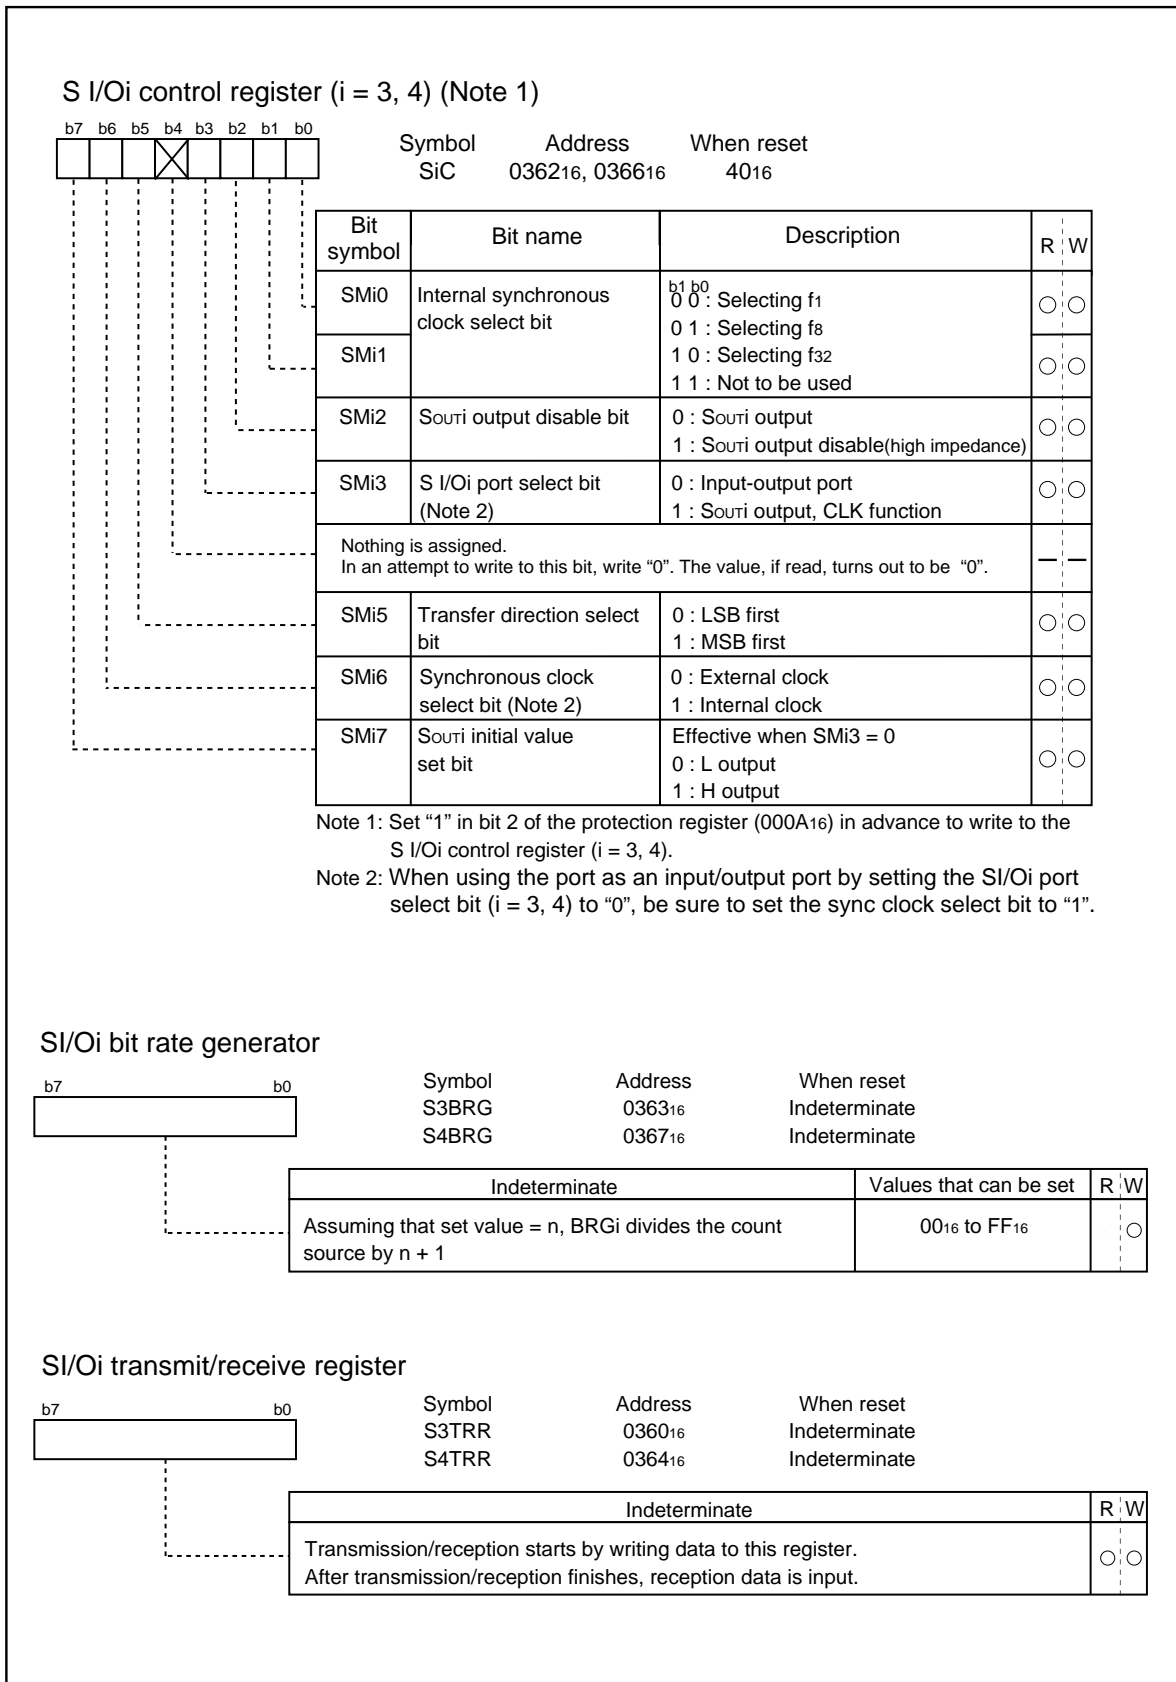 S I/Oi control register (i = 3, 4) (Note 1)
b7 b6 b5 b4 b3 b2 b1 b0
Symbol Address When reset
SiC 036216, 036616 4016
Bit symbol Bit name Description R W
SMi0 Internal synchronous clock select bit b1 b0
0 0 : Selecting f1
0 1 : Selecting f8
SMi1 1 0 : Selecting f32
1 1 : Not to be used
SMi2 SOUTi output disable bit 0 : SOUTi output
1 : SOUTi output disable(high impedance)
SMi3 S I/Oi port select bit 0 : Input-output port
(Note 2) 1 : SOUTi output, CLK function
Nothing is assigned.
In an attempt to write to this bit, write “0”. The value, if read, turns out to be “0”.
SMi5 Transfer direction select 0 : LSB first
bit 1 : MSB first
SMi6 Synchronous clock 0 : External clock
select bit (Note 2) 1 : Internal clock
SMi7 SOUTi initial value Effective when SMi3 = 0
set bit 0 : L output
1 : H output
Note 1: Set “1” in bit 2 of the protection register (000A16) in advance to write to the
S I/Oi control register (i = 3, 4).
Note 2: When using the port as an input/output port by setting the SI/Oi port
select bit (i = 3, 4) to “0”, be sure to set the sync clock select bit to “1”.
SI/Oi bit rate generator
b7 b0
Symbol Address When reset
S3BRG 036316 Indeterminate
S4BRG 036716 Indeterminate
Indeterminate Values that can be set R W
Assuming that set value = n, BRGi divides the count 0016 to FF16
source by n + 1
SI/Oi transmit/receive register
b7 b0
Symbol Address When reset
S3TRR 036016 Indeterminate
S4TRR 036416 Indeterminate
Indeterminate R W
Transmission/reception starts by writing data to this register.
After transmission/reception finishes, reception data is input.